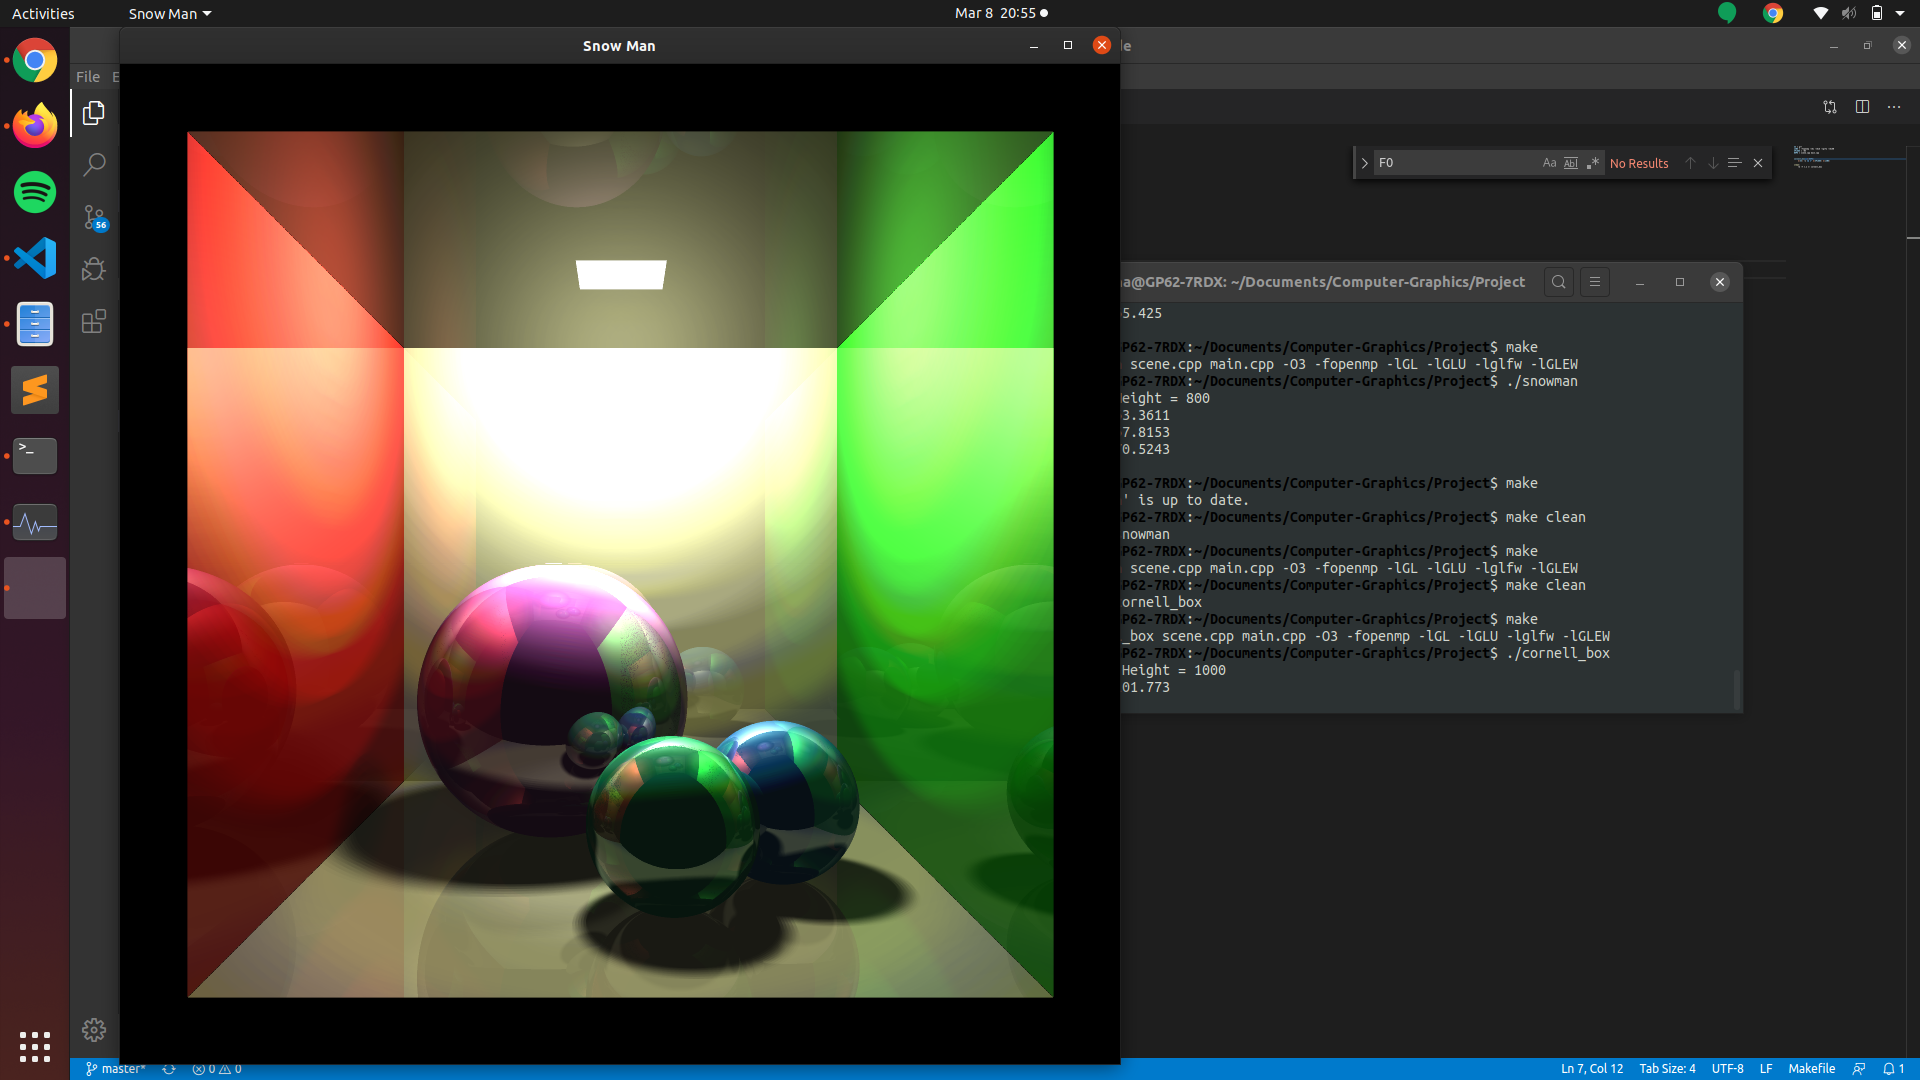 Activities
Snow Man
Mar 8 20:55
Snow Man
File
56
F0
Aa
Abl
No Results
a@GP62-7RDX: ~/Documents/Computer-Graphics/Project
5.425
P62-7RDX:~/Documents/Computer-Graphics/Project$ make
scene.cpp main.cpp -O3 -fopenmp -lGL -lGLU -lglfw -lGLEW
P62-7RDX:~/Documents/Computer-Graphics/Project$ ./snowman
eight = 800
3.3611
7.8153
0.5243
P62-7RDX:~/Documents/Computer-Graphics/Project$ make
' is up to date.
P62-7RDX:~/Documents/Computer-Graphics/Project$ make clean
nowman
P62-7RDX:~/Documents/Computer-Graphics/Project$ make
scene.cpp main.cpp -O3 -fopenmp -lGL -lGLU -lglfw -lGLEW
P62-7RDX:~/Documents/Computer-Graphics/Project$ make clean
ornell_box
P62-7RDX:~/Documents/Computer-Graphics/Project$ make
_box scene.cpp main.cpp -O3 -fopenmp -lGL -lGLU -lglfw -lGLEW
P62-7RDX:~/Documents/Computer-Graphics/Project$ ./cornell_box
Height = 1000
01.773
master* 0 0
Ln 7, Col 12 Tab Size: 4 UTF-8 LF Makefile 1